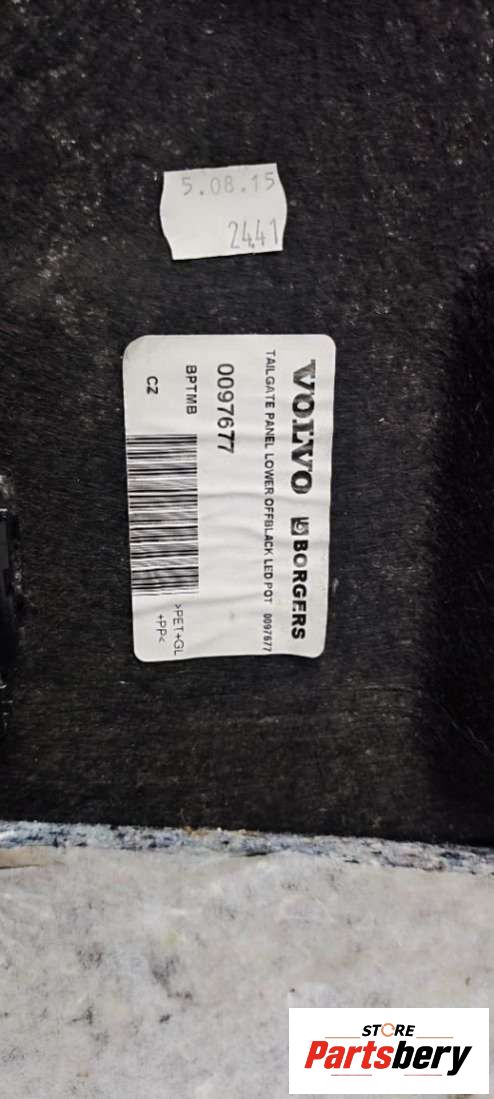 5.08.15
2441
VOLVO BORGERS
TAILGATE PANEL LOWER OFFBLACK LED POT 0097677
0097677
BPTMB
CZ
>PET+GL
+PP<
STORE
Partsbery